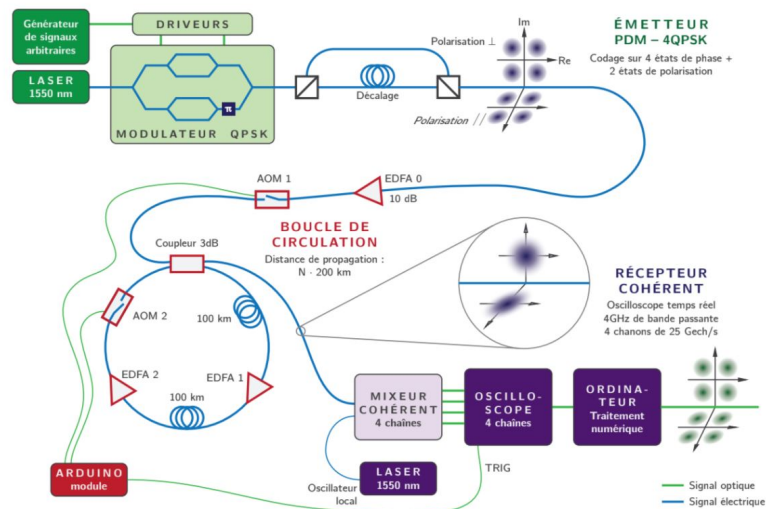 Générateur
de signaux
arbitraires
DRIVEURS
LASER
1550 nm
π
MODULATEUR QPSK
Décalage
Polarisation ⊥
Im
Re
Polarisation //
ÉMETTEUR
PDM – 4QPSK
Codage sur 4 états de phase +
2 états de polarisation
AOM 1
EDFA 0
10 dB
BOUCLE DE
CIRCULATION
Distance de propagation :
N · 200 km
Coupleur 3dB
AOM 2
100 km
EDFA 2
EDFA 1
100 km
RÉCEPTEUR
COHÉRENT
Oscilloscope temps réel
4GHz de bande passante
4 chanons de 25 Gech/s
MIXEUR
COHÉRENT
4 chaînes
OSCILLO-
SCOPE
4 chaînes
ORDINA-
TEUR
Traitement
numérique
ARDUINO
module
Oscillateur
local
LASER
1550 nm
TRIG
Signal optique
Signal électrique